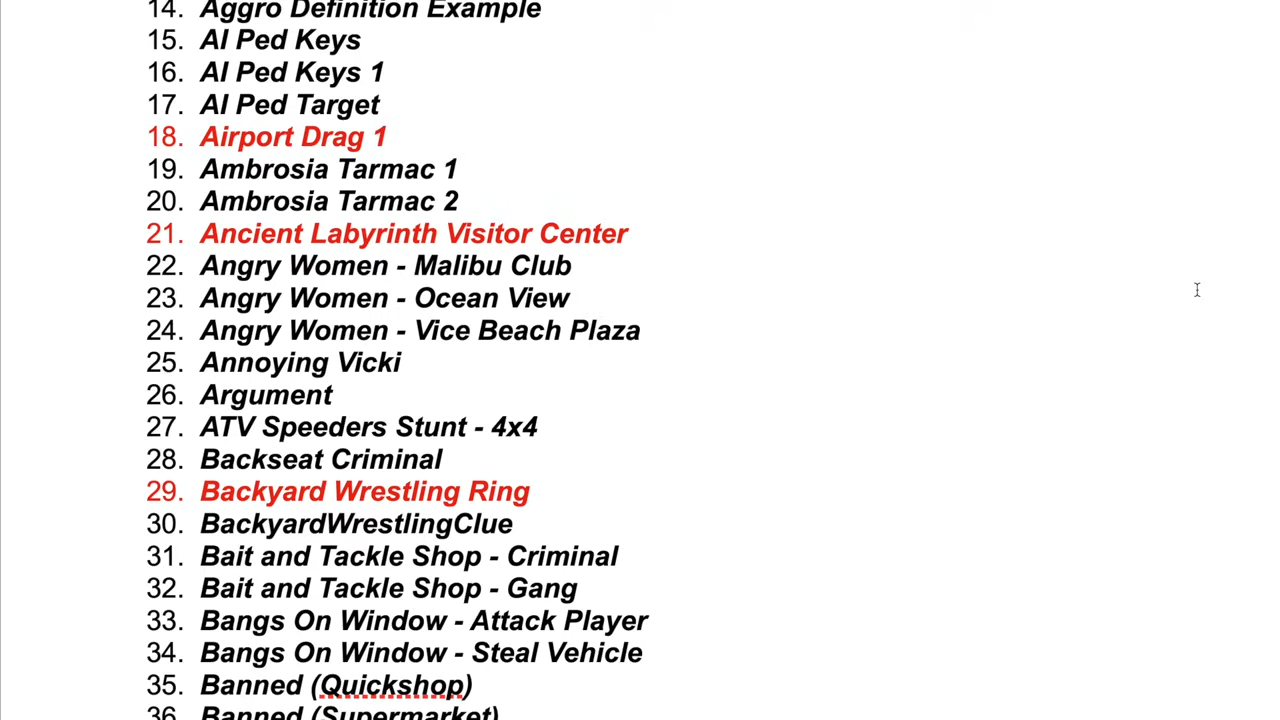 14. Aggro Definition Example
15. AI Ped Keys
16. AI Ped Keys 1
17. AI Ped Target
18. Airport Drag 1
19. Ambrosia Tarmac 1
20. Ambrosia Tarmac 2
21. Ancient Labyrinth Visitor Center
22. Angry Women - Malibu Club
23. Angry Women - Ocean View
24. Angry Women - Vice Beach Plaza
25. Annoying Vicki
26. Argument
27. ATV Speeders Stunt - 4x4
28. Backseat Criminal
29. Backyard Wrestling Ring
30. BackyardWrestlingClue
31. Bait and Tackle Shop - Criminal
32. Bait and Tackle Shop - Gang
33. Bangs On Window - Attack Player
34. Bangs On Window - Steal Vehicle
35. Banned (Quickshop)
36. Banned (Supermarket)